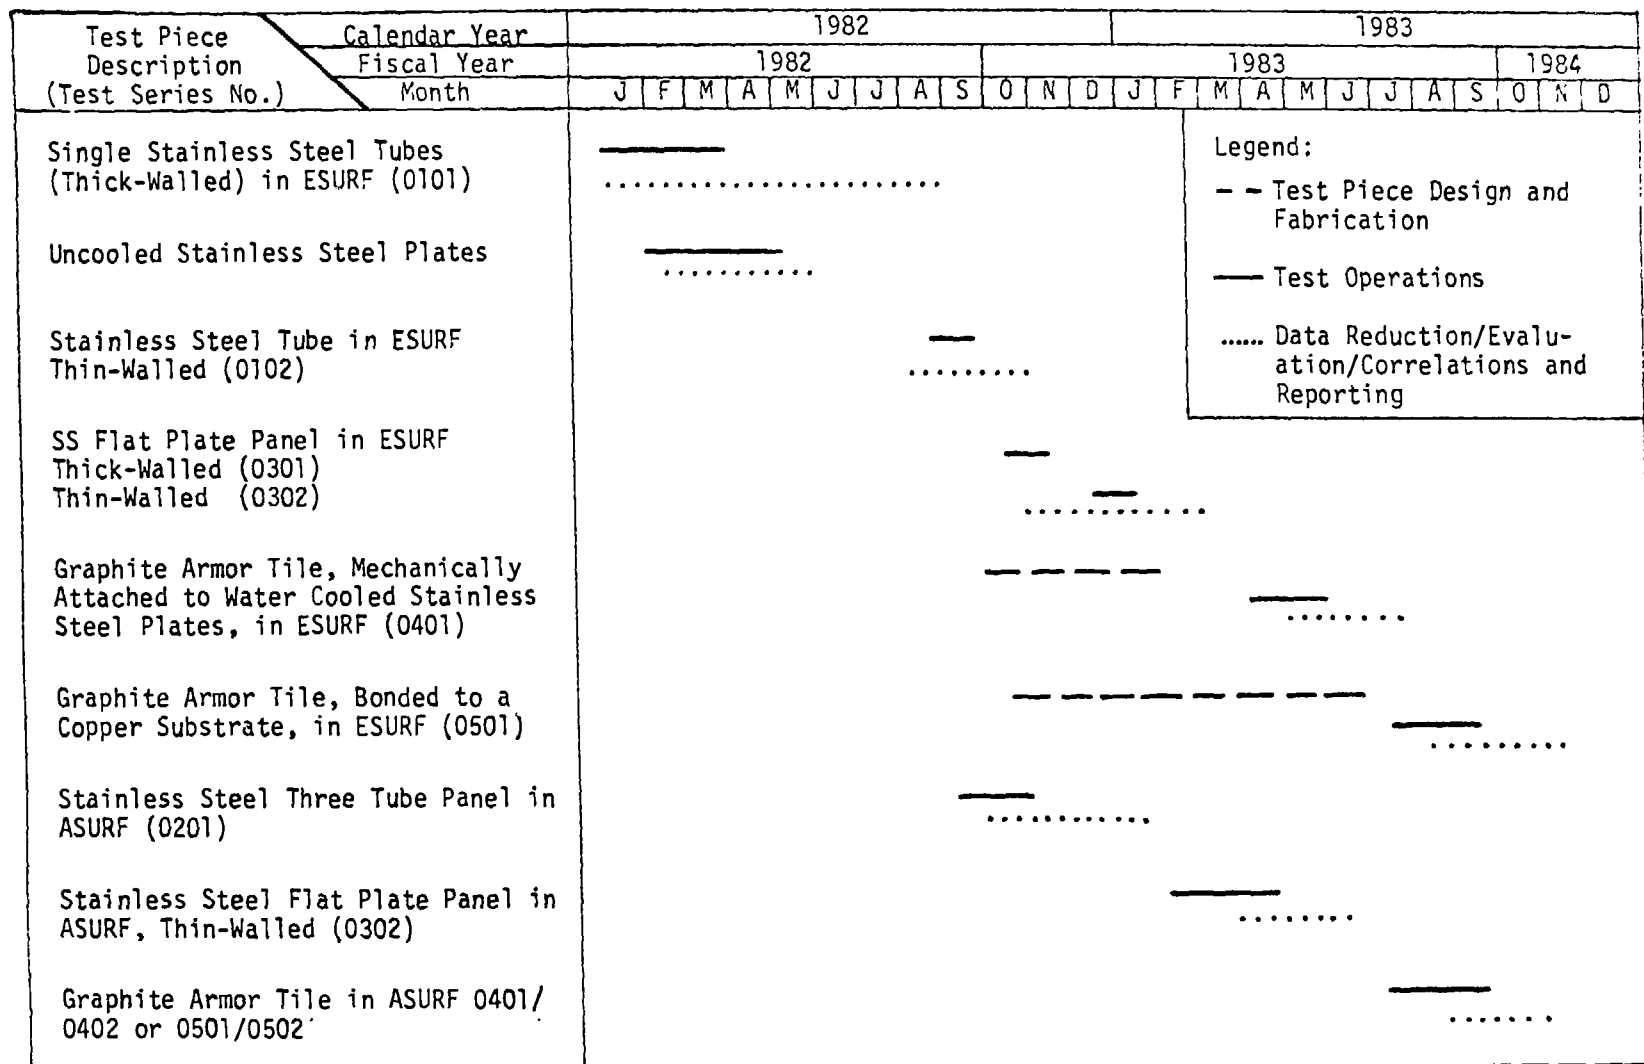 Test Piece
Description
(Test Series No.)
Calendar Year
Fiscal Year
Month
1982
1983
1982
1983
1984
J F M A M J J A S O N D J F M A M J J A S O N D
Single Stainless Steel Tubes
(Thick-Walled) in ESURF (0101)
Uncooled Stainless Steel Plates
Stainless Steel Tube in ESURF
Thin-Walled (0102)
SS Flat Plate Panel in ESURF
Thick-Walled (0301)
Thin-Walled (0302)
Graphite Armor Tile, Mechanically
Attached to Water Cooled Stainless
Steel Plates, in ESURF (0401)
Graphite Armor Tile, Bonded to a
Copper Substrate, in ESURF (0501)
Stainless Steel Three Tube Panel in
ASURF (0201)
Stainless Steel Flat Plate Panel in
ASURF, Thin-Walled (0302)
Graphite Armor Tile in ASURF 0401/
0402 or 0501/0502
Legend:
Test Piece Design and
Fabrication
Test Operations
Data Reduction/Evalu-
ation/Correlations and
Reporting